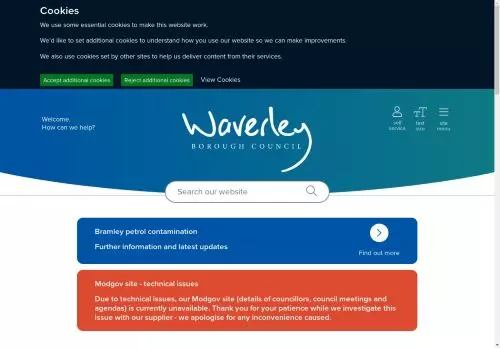 Cookies
We use some essential cookies to make this website work.
We'd like to set additional cookies to understand how you use our website so we can make improvements.
We also use cookies set by other sites to help us deliver content from their services.
Accept additional cookies
Reject additional cookies
View Cookies
Welcome.
How can we help?
Waverley
BOROUGH COUNCIL
self
service
text
size
site
menu
Search our website
Bramley petrol contamination
Further information and latest updates
Find out more
Modgov site - technical issues
Due to technical issues, our Modgov site (details of councillors, council meetings and
agendas) is currently unavailable. Thank you for your patience while we investigate this
issue with our supplier - we apologise for any inconvenience caused.